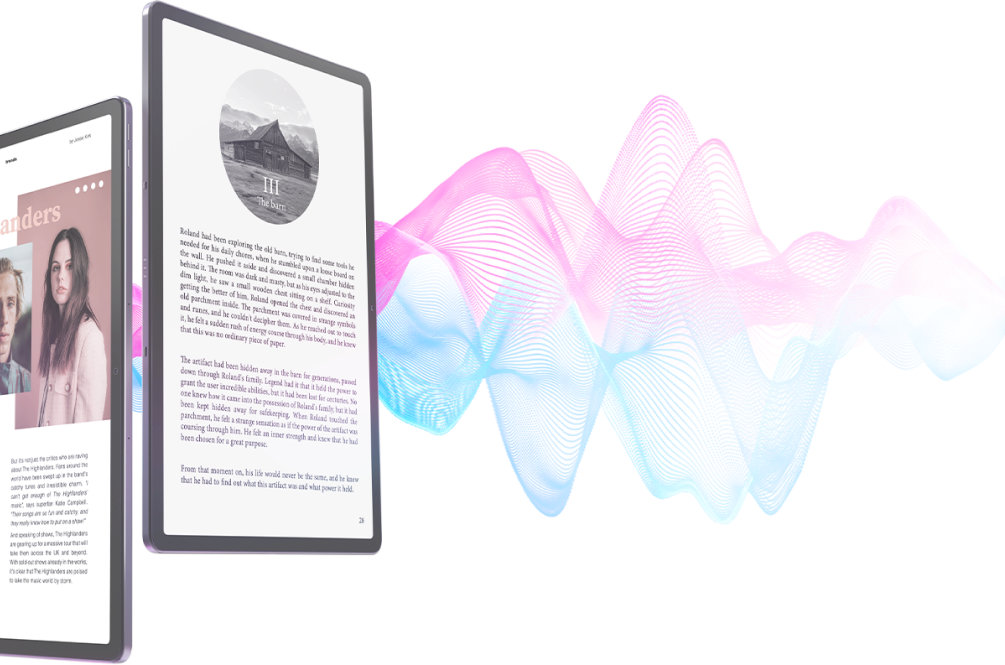 by Jamie Kirk
anders
But it's not just the critics who are raving
about The Highlanders. Fans around the
world have been swept up in the band's
catchy tunes and irresistible charm. "I
can't get enough of The Highlanders'
music", says superfan Katie Campbell.
"Their songs are so fun and catchy, and
they really know how to put on a show!"
And speaking of shows, The Highlanders
are gearing up for a massive tour that will
take them across the UK and beyond.
With sold-out shows already in the works,
it's clear that The Highlanders are poised
to take the music world by storm.
III
The barn
Roland had been exploring the old barn, trying to find some tools he
needed for his daily chores, when he stumbled upon a loose board on
the wall. He pushed it aside and discovered a small chamber hidden
behind it. The room was dark and musty, but as his eyes adjusted to the
dim light, he saw a small wooden chest sitting on a shelf. Curiosity
getting the better of him, Roland opened the chest and discovered an
old parchment inside. The parchment was covered in strange symbols
and runes, and he couldn't decipher them. As he reached out to touch
it, he felt a sudden rush of energy course through his body, and he knew
that this was no ordinary piece of paper.
The artifact had been hidden away in the barn for generations, passed
down through Roland's family. Legend had it that it held the power to
grant the user incredible abilities, but it had been lost for centuries. No
one knew how it came into the possession of Roland's family, but it had
been kept hidden away for safekeeping. When Roland touched the
parchment, he felt a strange sensation as if the power of the artifact was
coursing through him. He felt an inner strength and knew that he had
been chosen for a great purpose.
From that moment on, his life would never be the same, and he knew
that he had to find out what this artifact was and what power it held.
28